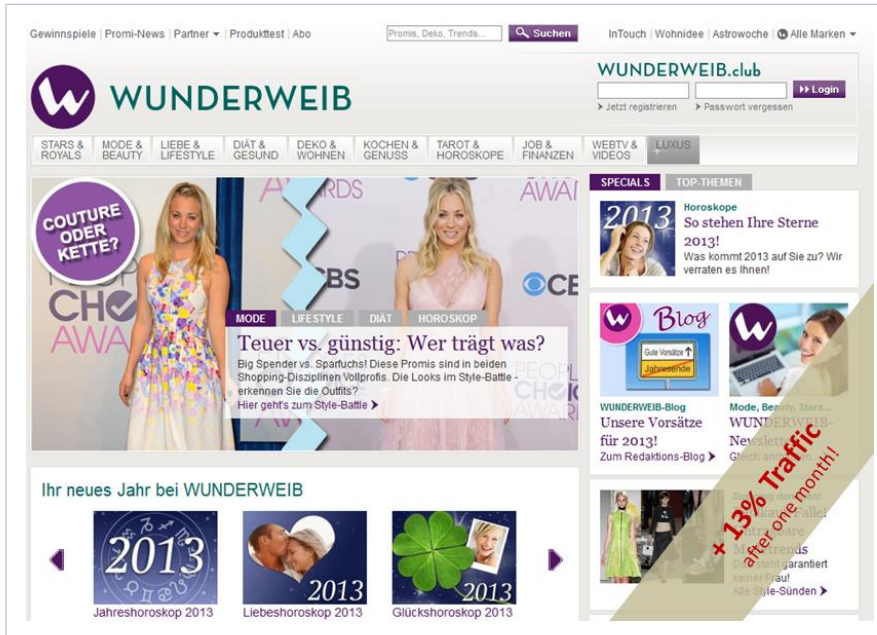 Gewinnspiele | Promi-News | Partner | Produkttest | Abo
Promis, Deko, Trends...
Suchen
InTouch | Wohnidee | Astrowoche | Alle Marken
WUNDERWEIB
WUNDERWEIB.club
Login
Jetzt registrieren
Passwort vergessen
STARS & ROYALS
MODE & BEAUTY
LIEBE & LIFESTYLE
DIÄT & GESUND
DEKO & WOHNEN
KOCHEN & GENUSS
TAROT & HOROSKOPE
JOB & FINANZEN
WEBTV & VIDEOS
LUXUS
COUTURE
ODER
KETTE?
CBS
MODE
LIFESTYLE
DIÄT
HOROSKOP
Teuer vs. günstig: Wer trägt was?
Big Spender vs. Sparfuchs! Diese Promis sind in beiden
Shopping-Disziplinen Vollprofis. Die Looks im Style-Battle -
erkennen Sie die Outfits?
Hier geht's zum Style-Battle
SPECIALS
TOP-THEMEN
2013
Horoskope
So stehen Ihre Sterne
2013!
Was kommt 2013 auf Sie zu? Wir
verraten es Ihnen!
Blog
Gute Vorsätze
Jahresende
WUNDERWEIB-Blog
Unsere Vorsätze
für 2013!
Zum Redaktions-Blog
Mode, Beauty, Stars...
WUNDERWEIB-
Newsletter
Alle Style-Sünden
+ 13% Traffic
after one month!
Ihr neues Jahr bei WUNDERWEIB
2013
Jahreshoroskop 2013
2013
Liebeshoroskop 2013
2013
Glückshoroskop 2013